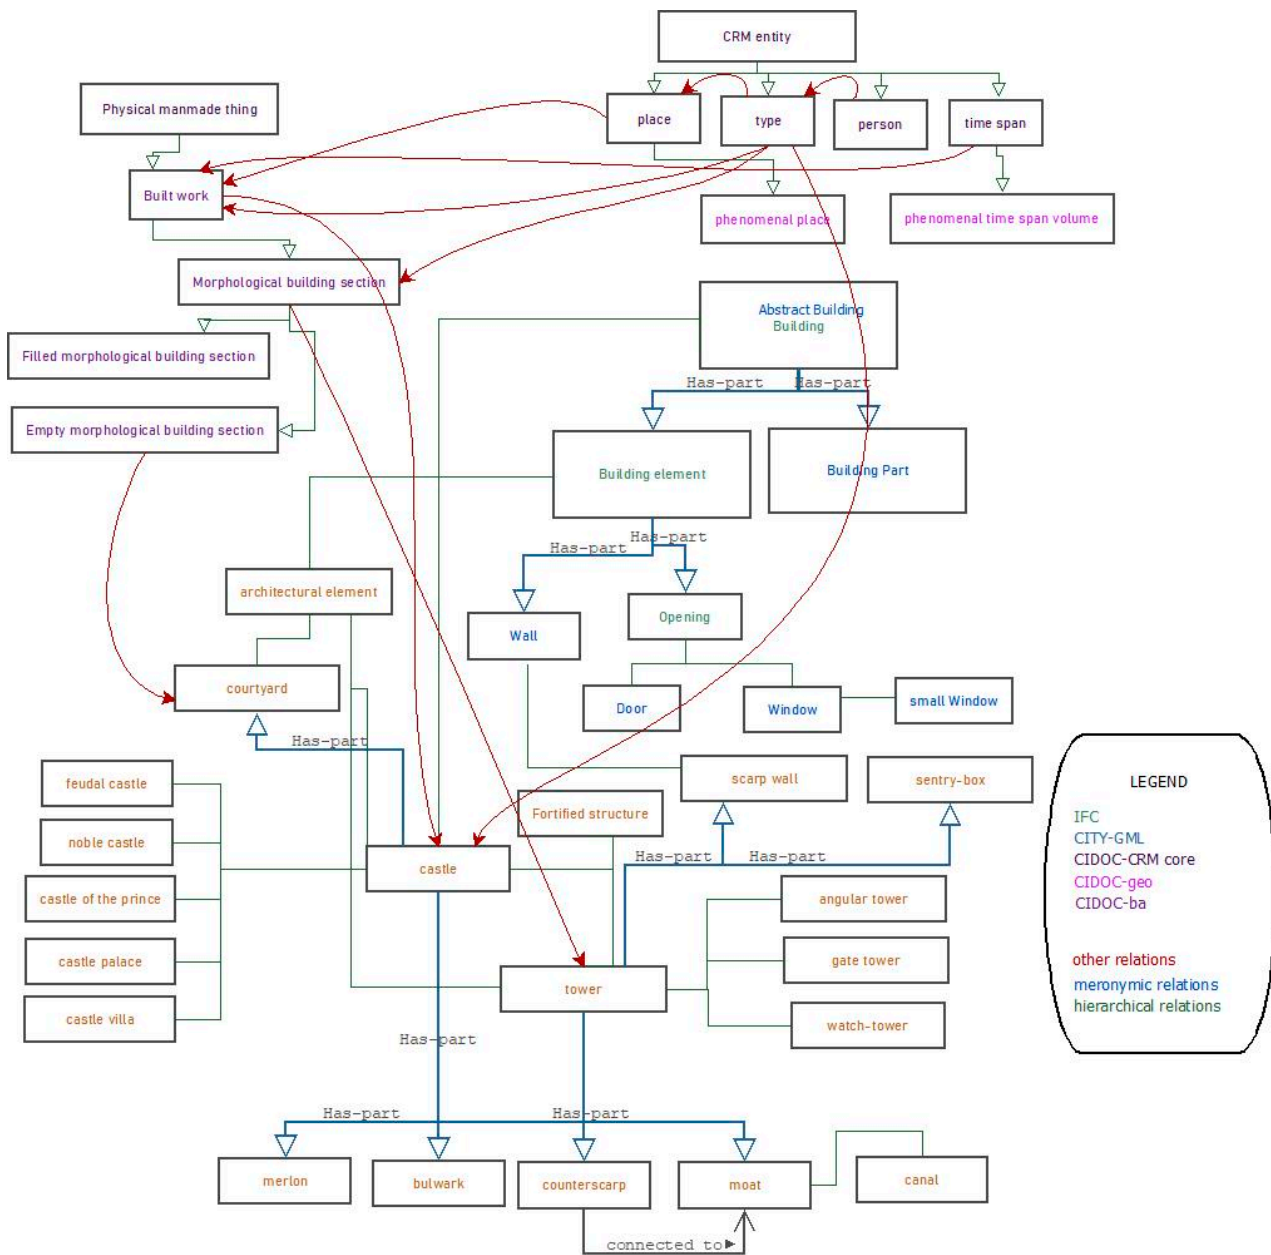 CRM entity
Physical manmade thing
place
type
person
time span
Built work
phenomenal place
phenomenal time span volume
Morphological building section
Abstract Building
Building
Filled morphological building section
Has-part
Has-part
Empty morphological building section
Building element
Building Part
Has-part
Has-part
architectural element
Opening
Wall
courtyard
Door
Window
small Window
Has-part
feudal castle
scarp wall
sentry-box
LEGEND
Fortified structure
IFC
CITY-GML
CIDOC-CRM core
CIDOC-geo
CIDOC-ba
noble castle
castle
Has-part
Has-part
castle of the prince
angular tower
castle palace
gate tower
other relations
meronymic relations
hierarchical relations
tower
castle villa
watch-tower
Has-part
Has-part
Has-part
merlon
bulwark
counterscarp
moat
canal
connected to▶